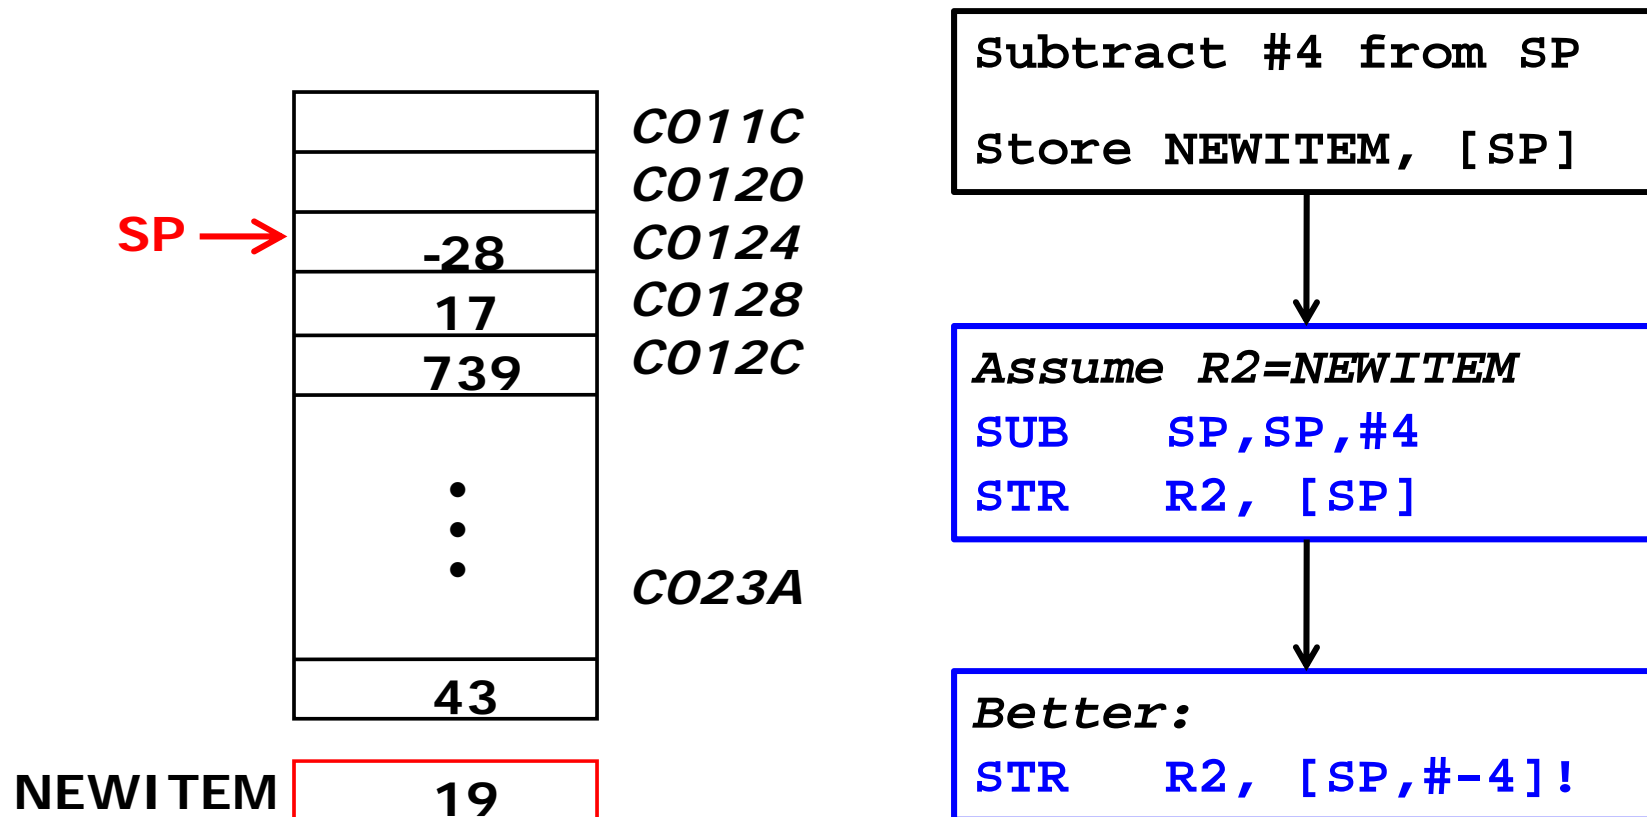 C011C
C0120
SP
-28
C0124
17
C0128
739
C012C
C023A
43
NEWITEM
19
Subtract #4 from SP
Store NEWITEM, [SP]
Assume R2=NEWITEM
SUB SP,SP,#4
STR R2, [SP]
Better:
STR R2, [SP,#-4]!